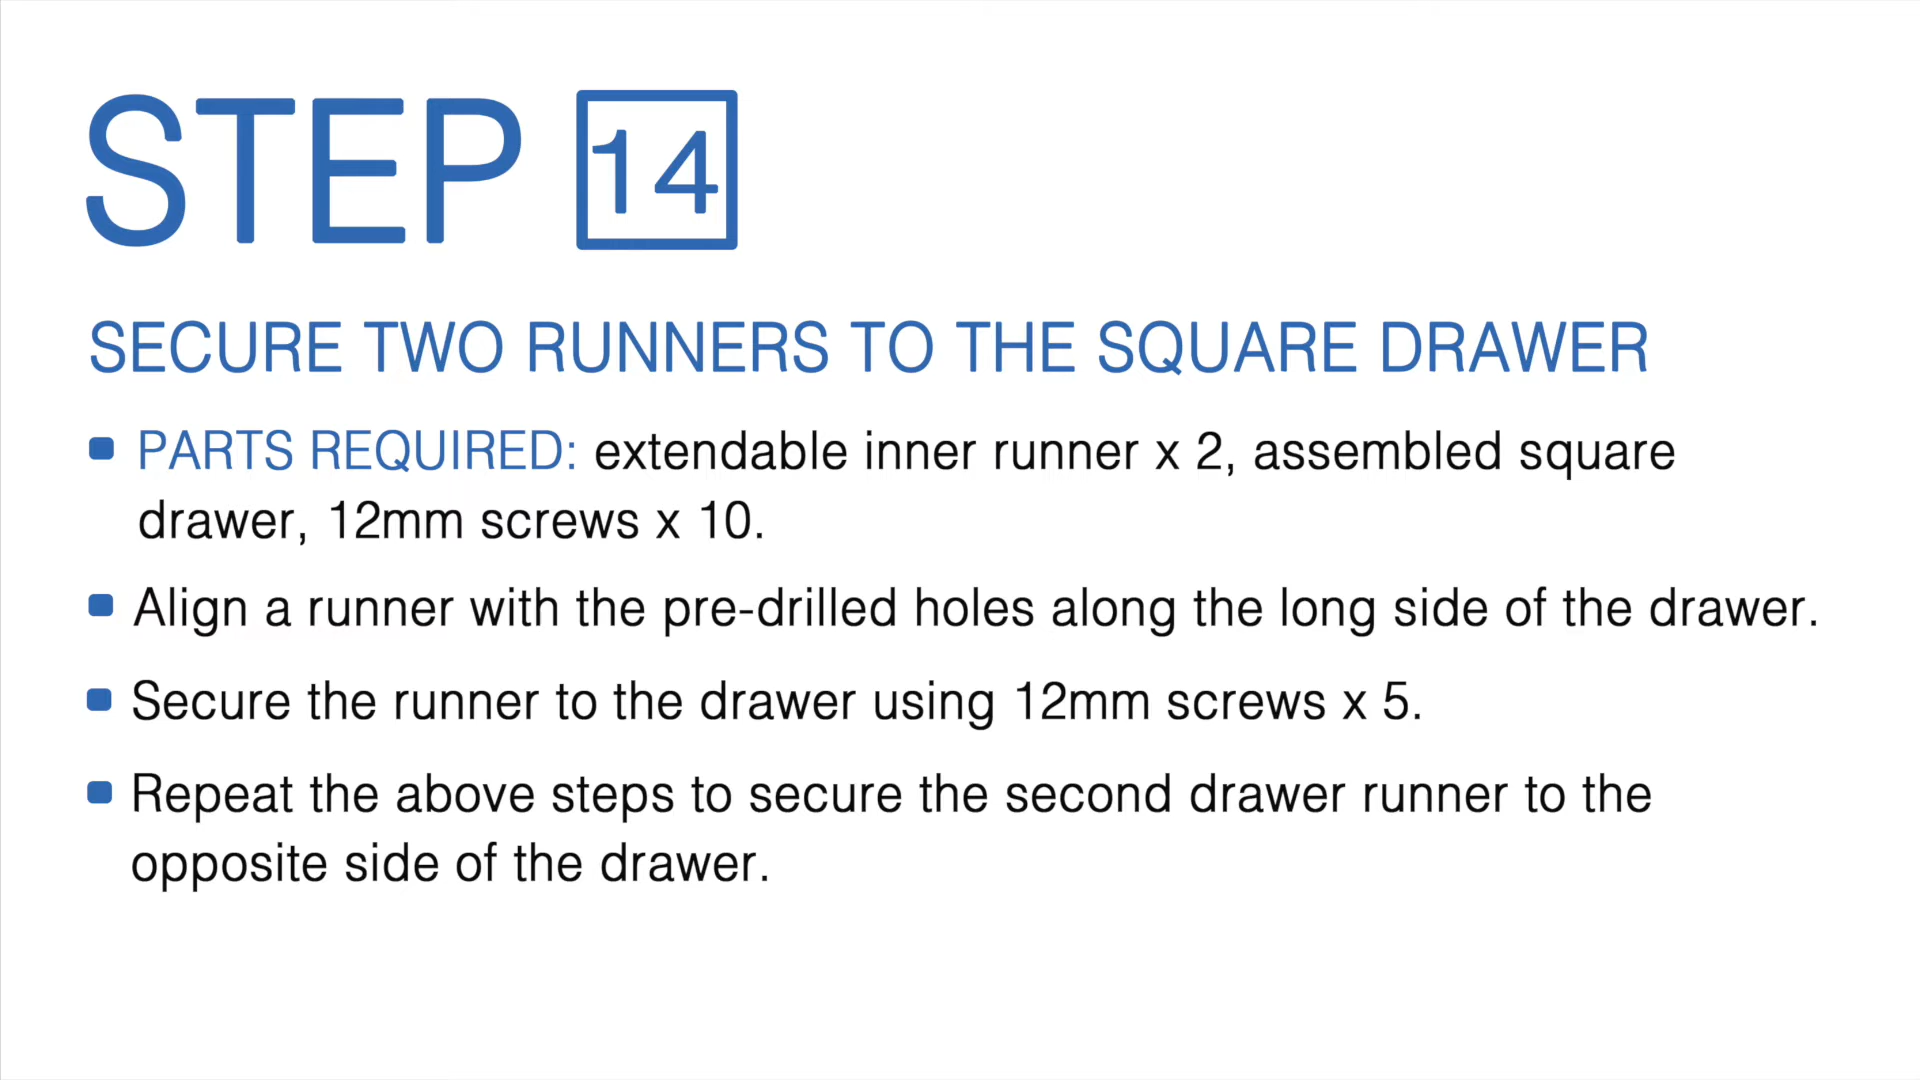 STEP 14
SECURE TWO RUNNERS TO THE SQUARE DRAWER
PARTS REQUIRED: extendable inner runner x 2, assembled square
drawer, 12mm screws x 10.
Align a runner with the pre-drilled holes along the long side of the drawer.
Secure the runner to the drawer using 12mm screws x 5.
Repeat the above steps to secure the second drawer runner to the
opposite side of the drawer.